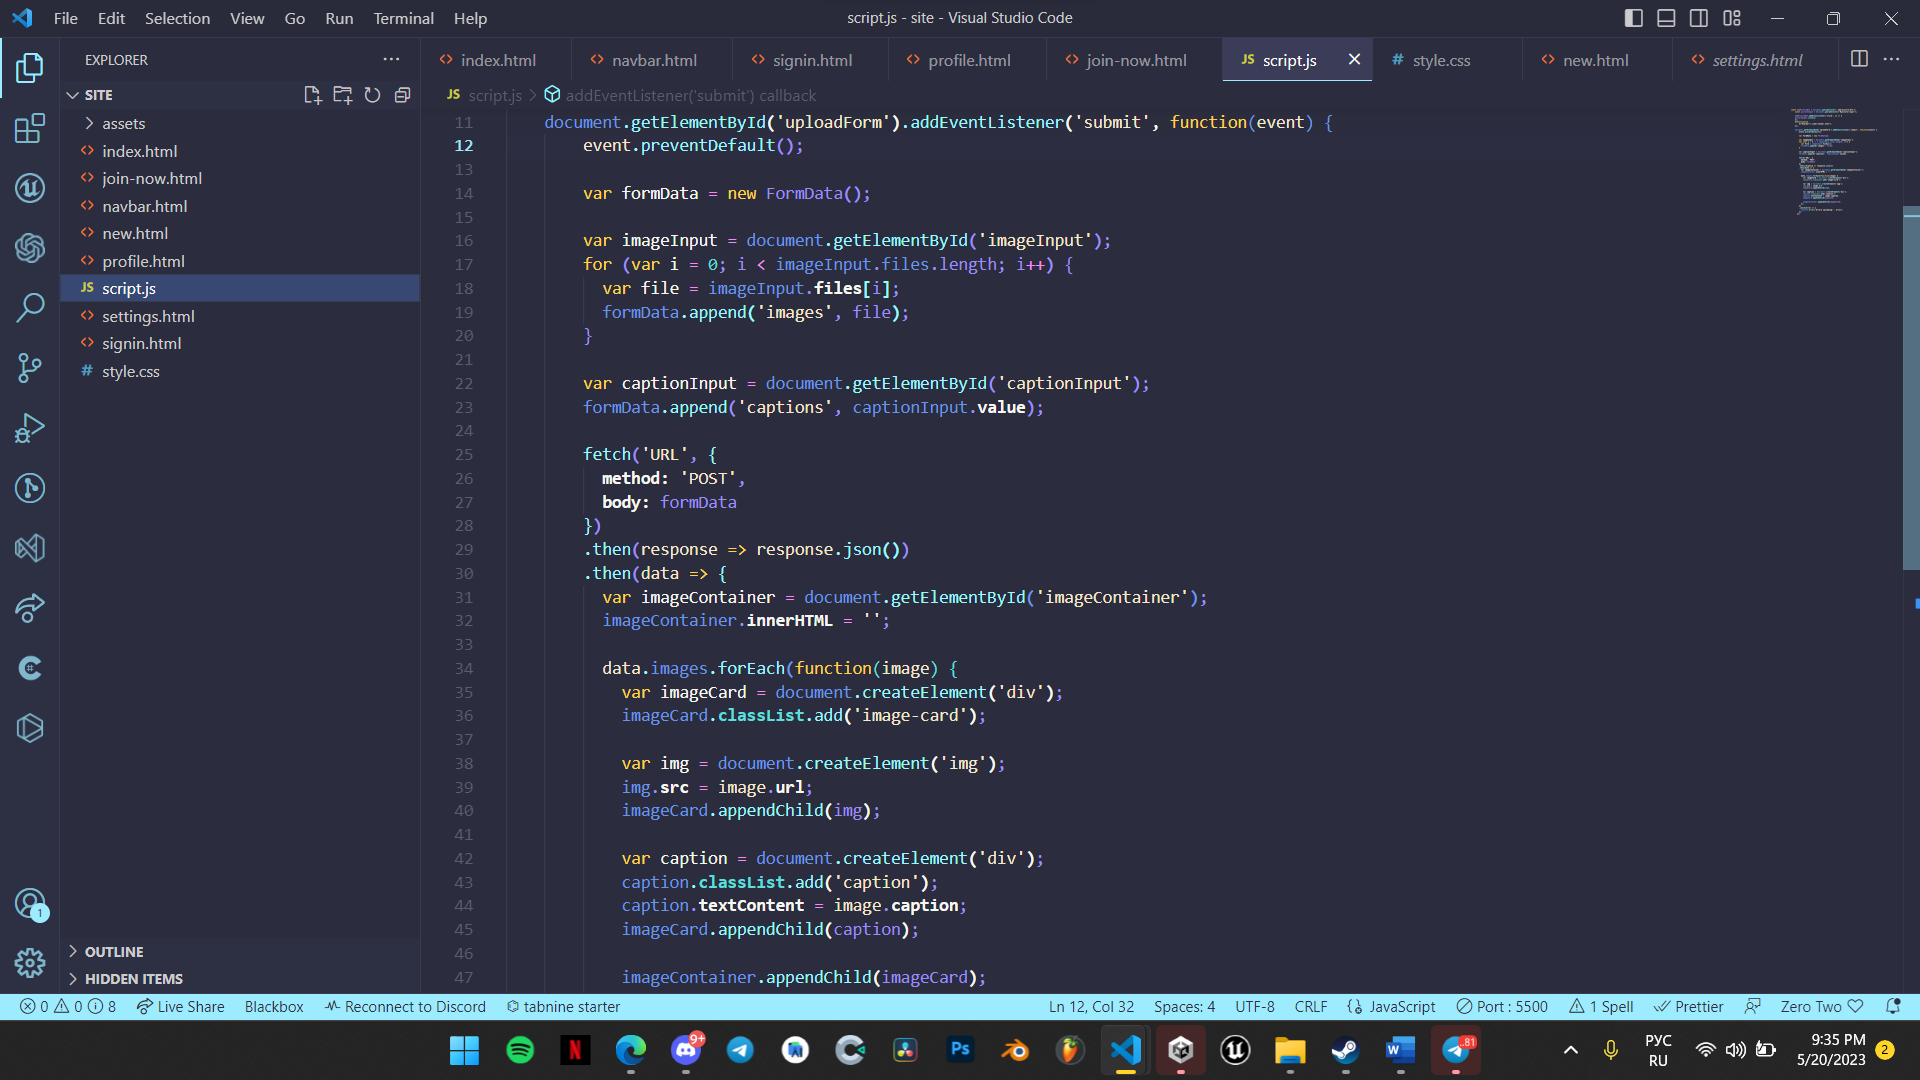 File Edit Selection View Go Run Terminal Help
script.js - site - Visual Studio Code
EXPLORER
SITE
assets
index.html
join-now.html
navbar.html
new.html
profile.html
JS script.js
settings.html
signin.html
# style.css
OUTLINE
HIDDEN ITEMS
index.html navbar.html signin.html profile.html join-now.html JS script.js # style.css new.html settings.html
JS script.js > addEventListener('submit') callback
11 document.getElementById('uploadForm').addEventListener('submit', function(event) {
12 event.preventDefault();
13
14 var formData = new FormData();
15
16 var imageInput = document.getElementById('imageInput');
17 for (var i = 0; i < imageInput.files.length; i++) {
18 var file = imageInput.files[i];
19 formData.append('images', file);
20 }
21
22 var captionInput = document.getElementById('captionInput');
23 formData.append('captions', captionInput.value);
24
25 fetch('URL', {
26 method: 'POST',
27 body: formData
28 })
29 .then(response => response.json())
30 .then(data => {
31 var imageContainer = document.getElementById('imageContainer');
32 imageContainer.innerHTML = '';
33
34 data.images.forEach(function(image) {
35 var imageCard = document.createElement('div');
36 imageCard.classList.add('image-card');
37
38 var img = document.createElement('img');
39 img.src = image.url;
40 imageCard.appendChild(img);
41
42 var caption = document.createElement('div');
43 caption.classList.add('caption');
44 caption.textContent = image.caption;
45 imageCard.appendChild(caption);
46
47 imageContainer.appendChild(imageCard);
1
0 0 8 Live Share Blackbox Reconnect to Discord tabnine starter
Ln 12, Col 32 Spaces: 4 UTF-8 CRLF JavaScript Port : 5500 1 Spell Prettier Zero Two
N 9+ Ps W 81
РУС
RU
9:35 PM
5/20/2023
2